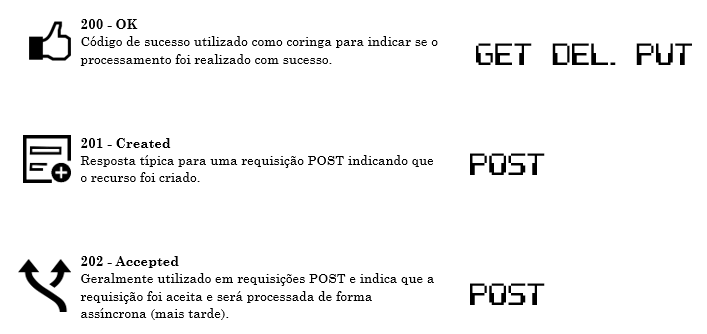 200 - OK
Código de sucesso utilizado como coringa para indicar se o
processamento foi realizado com sucesso.
GET DEL. PUT
201 - Created
Resposta típica para uma requisição POST indicando que
o recurso foi criado.
POST
202 - Accepted
Geralmente utilizado em requisições POST e indica que a
requisição foi aceita e será processada de forma
assíncrona (mais tarde).
POST